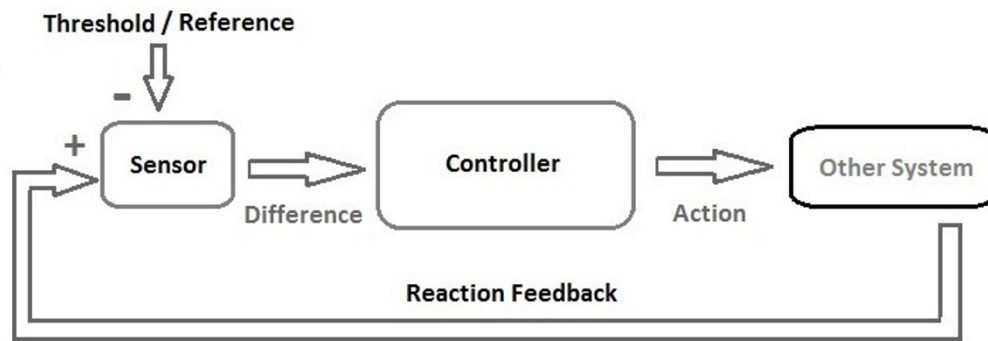 Threshold / Reference
-
+
Sensor
Difference
Controller
Action
Other System
Reaction Feedback